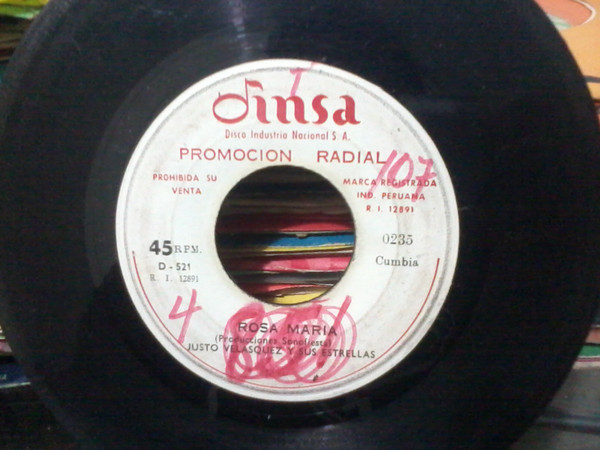 I
Dinsa
Disco Industria Nacional S. A.
PROMOCION RADIAL
107
PROHIBIDA SU
VENTA
MARCA REGISTRADA
IND. PERUANA
R. I. 12891
45 RPM.
D - 521
R. I. 12891
0235
Cumbia
4
ROSA MARIA
(Producciones Sonofiesta)
JUSTO VELASQUEZ Y SUS ESTRELLAS